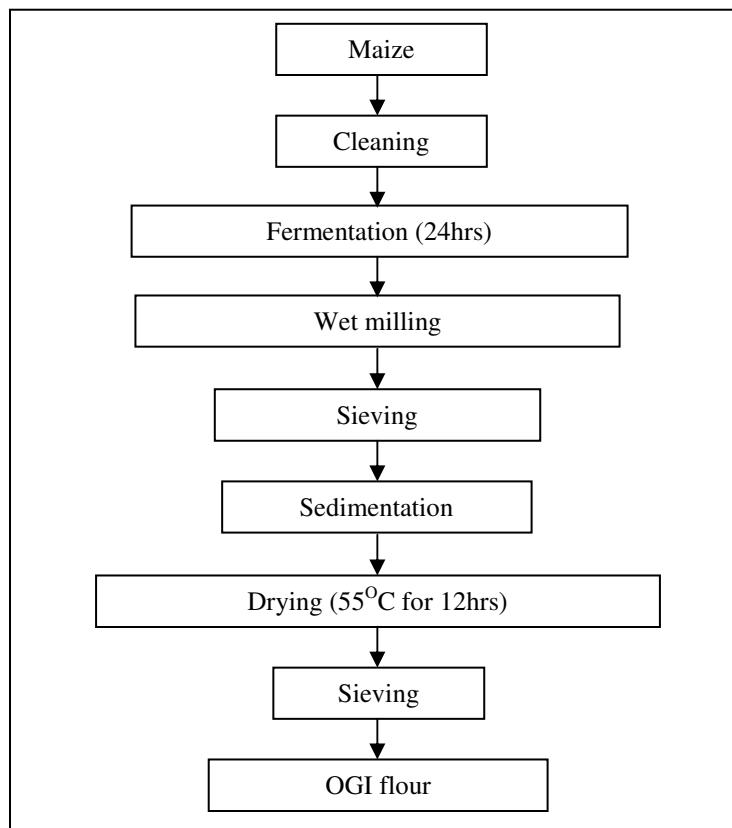 Maize
Cleaning
Fermentation (24hrs)
Wet milling
Sieving
Sedimentation
Drying (55ᴼC for 12hrs)
Sieving
OGI flour